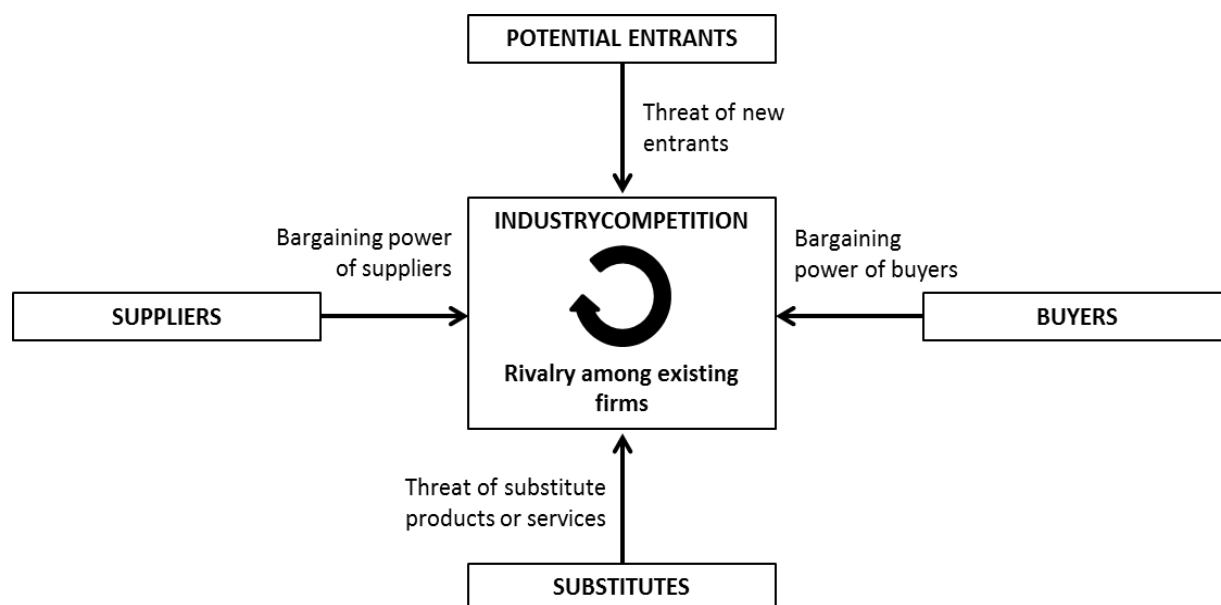 POTENTIAL ENTRANTS
Threat of new
entrants
INDUSTRYCOMPETITION
Bargaining power
of suppliers
Bargaining
power of buyers
SUPPLIERS
BUYERS
Rivalry among existing
firms
Threat of substitute
products or services
SUBSTITUTES